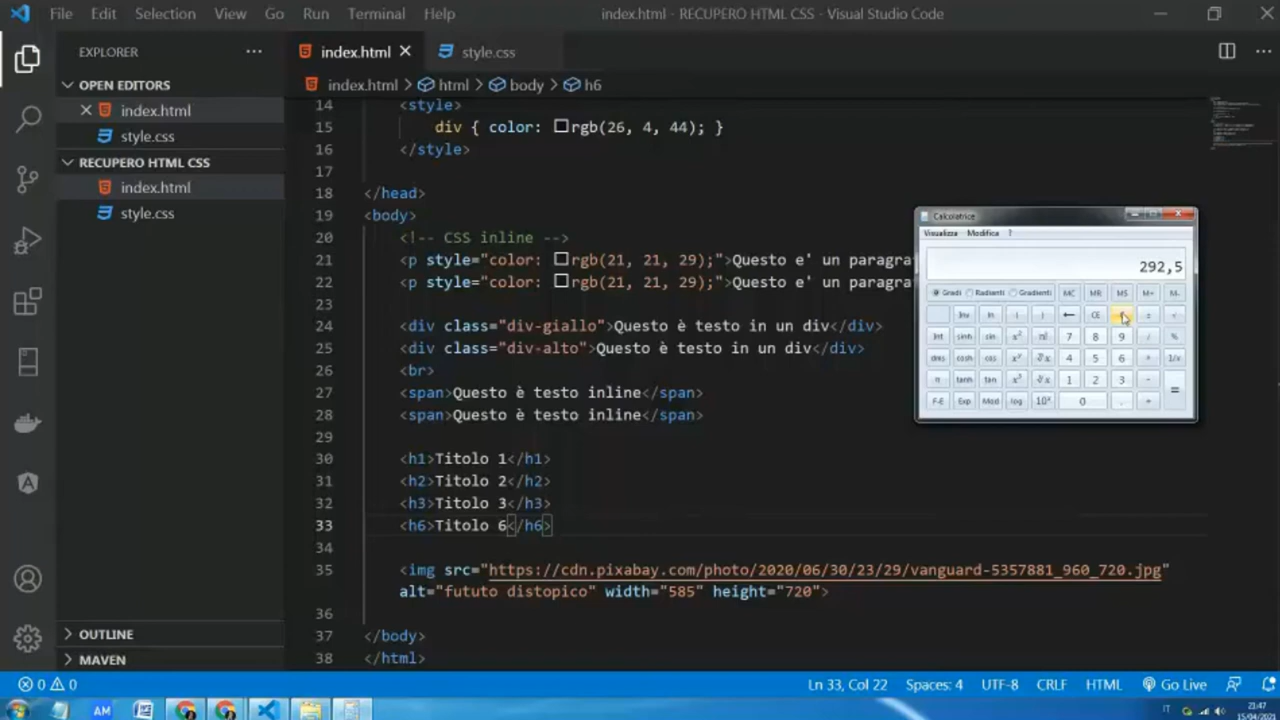 File Edit Selection View Go Run Terminal Help index.html - RECUPERO HTML CSS - Visual Studio Code
EXPLORER
OPEN EDITORS
index.html
style.css
RECUPERO HTML CSS
index.html
style.css
OUTLINE
MAVEN
index.html style.css
index.html > html > body > h6
14 <style>
15 div { color: rgb(26, 4, 44); }
16 </style>
17
18 </head>
19 <body>
20 <!-- CSS inline -->
21 <p style="color: rgb(21, 21, 29);">Questo e' un paragraf
22 <p style="color: rgb(21, 21, 29);">Questo e' un paragraf
23
24 <div class="div-giallo">Questo è testo in un div</div>
25 <div class="div-alto">Questo è testo in un div</div>
26 <br>
27 <span>Questo è testo inline</span>
28 <span>Questo è testo inline</span>
29
30 <h1>Titolo 1</h1>
31 <h2>Titolo 2</h2>
32 <h3>Titolo 3</h3>
33 <h6>Titolo 6</h6>
34
35 <img src="https://cdn.pixabay.com/photo/2020/06/30/23/29/vanguard-5357881_960_720.jpg"
alt="fututo distopico" width="585" height="720">
36
37 </body>
38 </html>
Calcolatrice
Visualizza Modifica ?
292,5
Gradi Radianti Gradienti MC MR MS M+ M-
Inv ln ( ) ← CE
Int sinh sin x² n! 7 8 9 / %
dms cosh cos 4 5 6 * 1/x
π tanh tan x³ 1 2 3 - =
F-E Exp Mod log 10ˣ 0 , +
0 0 Ln 33, Col 22 Spaces: 4 UTF-8 CRLF HTML Go Live
AM IT 21:47
15/04/2021